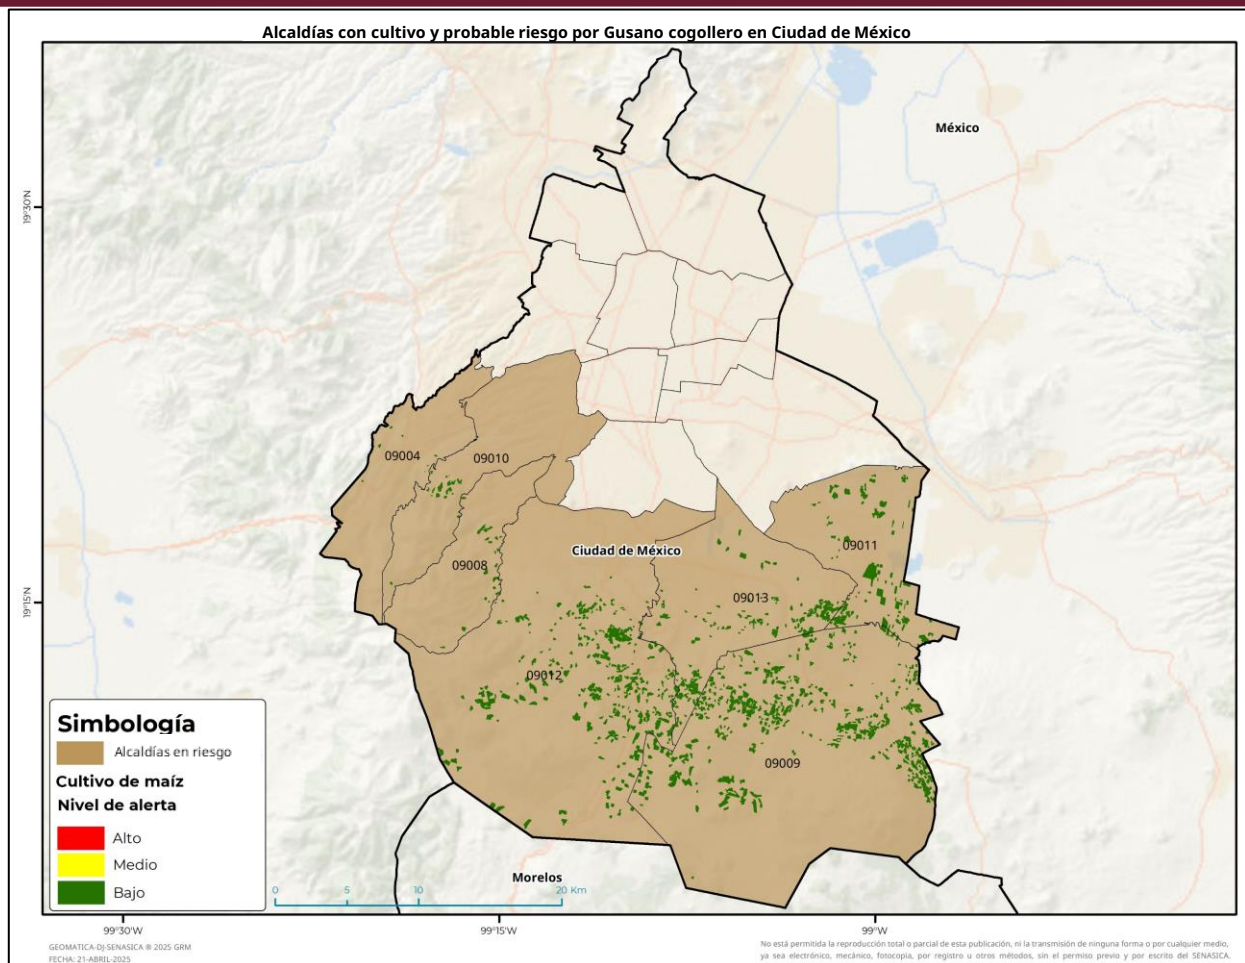 Alcaldías con cultivo y probable riesgo por Gusano cogollero en Ciudad de México
México
19°30'N
09004
09010
Ciudad de México
09011
09008
09013
19°15'N
09012
09009
Simbología
Alcaldías en riesgo
Cultivo de maíz
Nivel de alerta
Alto
Medio
Bajo
Morelos
0 5 10 20 Km
99°30'W 99°15'W 99°W
GEOMATICA-DJ-SENASICA ® 2025 GRM
FECHA: 21-ABRIL-2025
No está permitida la reproducción total o parcial de esta publicación, ni la transmisión de ninguna forma o por cualquier medio,
ya sea electrónico, mecánico, fotocopia, por registro u otros métodos, sin el permiso previo y por escrito del SENASICA.